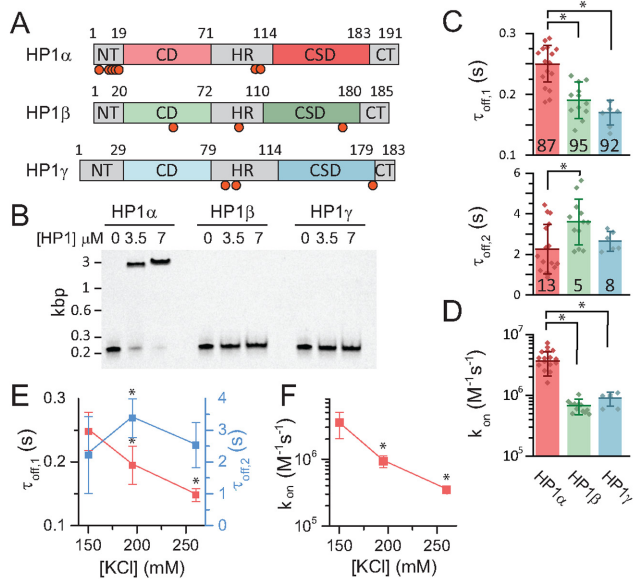 A
1 19 71 114 183 191
HP1α NT CD HR CSD CT
1 20 73 110 180 185
HP1β NT CD HR CSD CT
1 29 79 114 179 183
HP1γ NT CD HR CSD CT
B
HP1α HP1β HP1γ
[HP1] μM 0 3.5 7 0 3.5 7 0 3.5 7
kbp
3
1
0.6
0.3
0.2
C
τoff,1 (s)
0.3
0.2
0.1
* *
87 95 92
τoff,2 (s)
6
4
2
0
*
13 5 8
D
kon (M⁻¹s⁻¹)
10⁷
10⁶
10⁵
* *
HP1α HP1β HP1γ
E
τoff,1 (s)
0.3
0.2
0.1
* * *
4
3
2
1
0
τoff,2 (s)
150 200 250
[KCl] (mM)
F
kon (M⁻¹s⁻¹)
10⁶
10⁵
* *
150 200 250
[KCl] (mM)